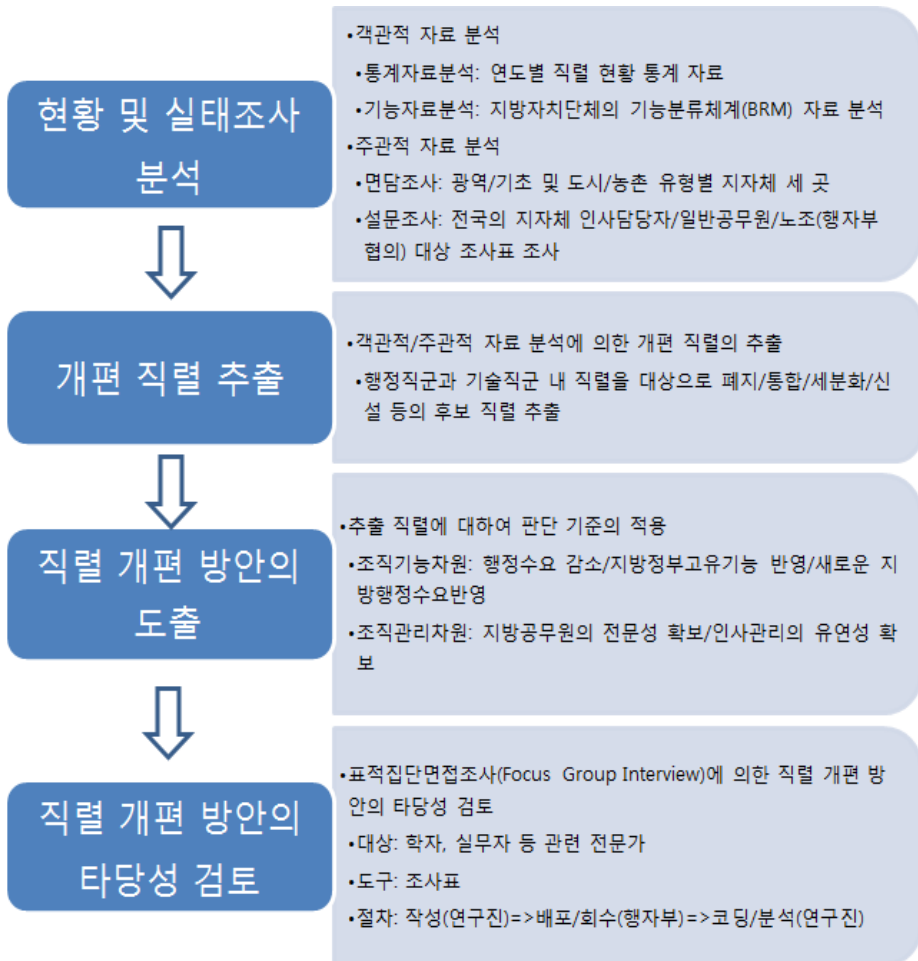 현황 및 실태조사
분석
•객관적 자료 분석
•통계자료분석: 연도별 직렬 현황 통계 자료
•기능자료분석: 지방자치단체의 기능분류체계(BRM) 자료 분석
•주관적 자료 분석
•면담조사: 광역/기초 및 도시/농촌 유형별 지자체 세 곳
•설문조사: 전국의 지자체 인사담당자/일반공무원/노조(행자부
협의) 대상 조사표 조사
개편 직렬 추출
•객관적/주관적 자료 분석에 의한 개편 직렬의 추출
•행정직군과 기술직군 내 직렬을 대상으로 폐지/통합/세분화/신
설 등의 후보 직렬 추출
직렬 개편 방안의
도출
•추출 직렬에 대하여 판단 기준의 적용
•조직기능차원: 행정수요 감소/지방정부고유기능 반영/새로운 지
방행정수요반영
•조직관리차원: 지방공무원의 전문성 확보/인사관리의 유연성 확
보
직렬 개편 방안의
타당성 검토
•표적집단면접조사(Focus Group Interview)에 의한 직렬 개편 방
안의 타당성 검토
•대상: 학자, 실무자 등 관련 전문가
•도구: 조사표
•절차: 작성(연구진)=>배포/회수(행자부)=>코딩/분석(연구진)